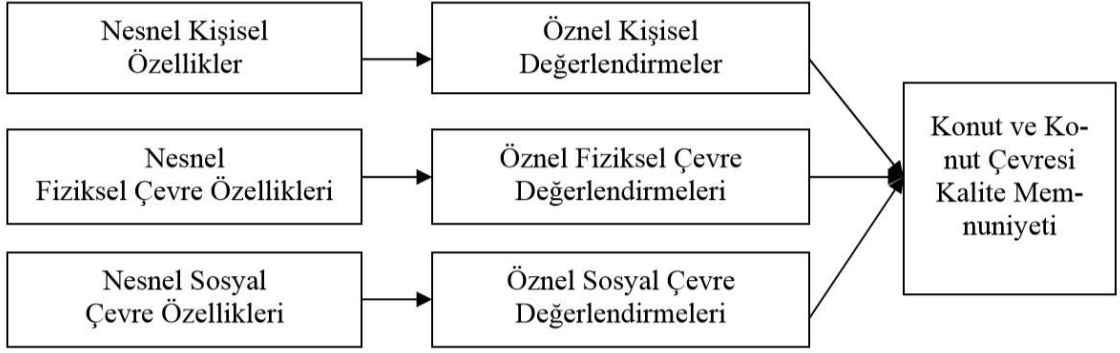 Nesnel Kişisel
Özellikler
Öznel Kişisel
Değerlendirmeler
Nesnel
Fiziksel Çevre Özellikleri
Öznel Fiziksel Çevre
Değerlendirmeleri
Nesnel Sosyal
Çevre Özellikleri
Öznel Sosyal Çevre
Değerlendirmeleri
Konut ve Ko-
nut Çevresi
Kalite Mem-
nuniyeti